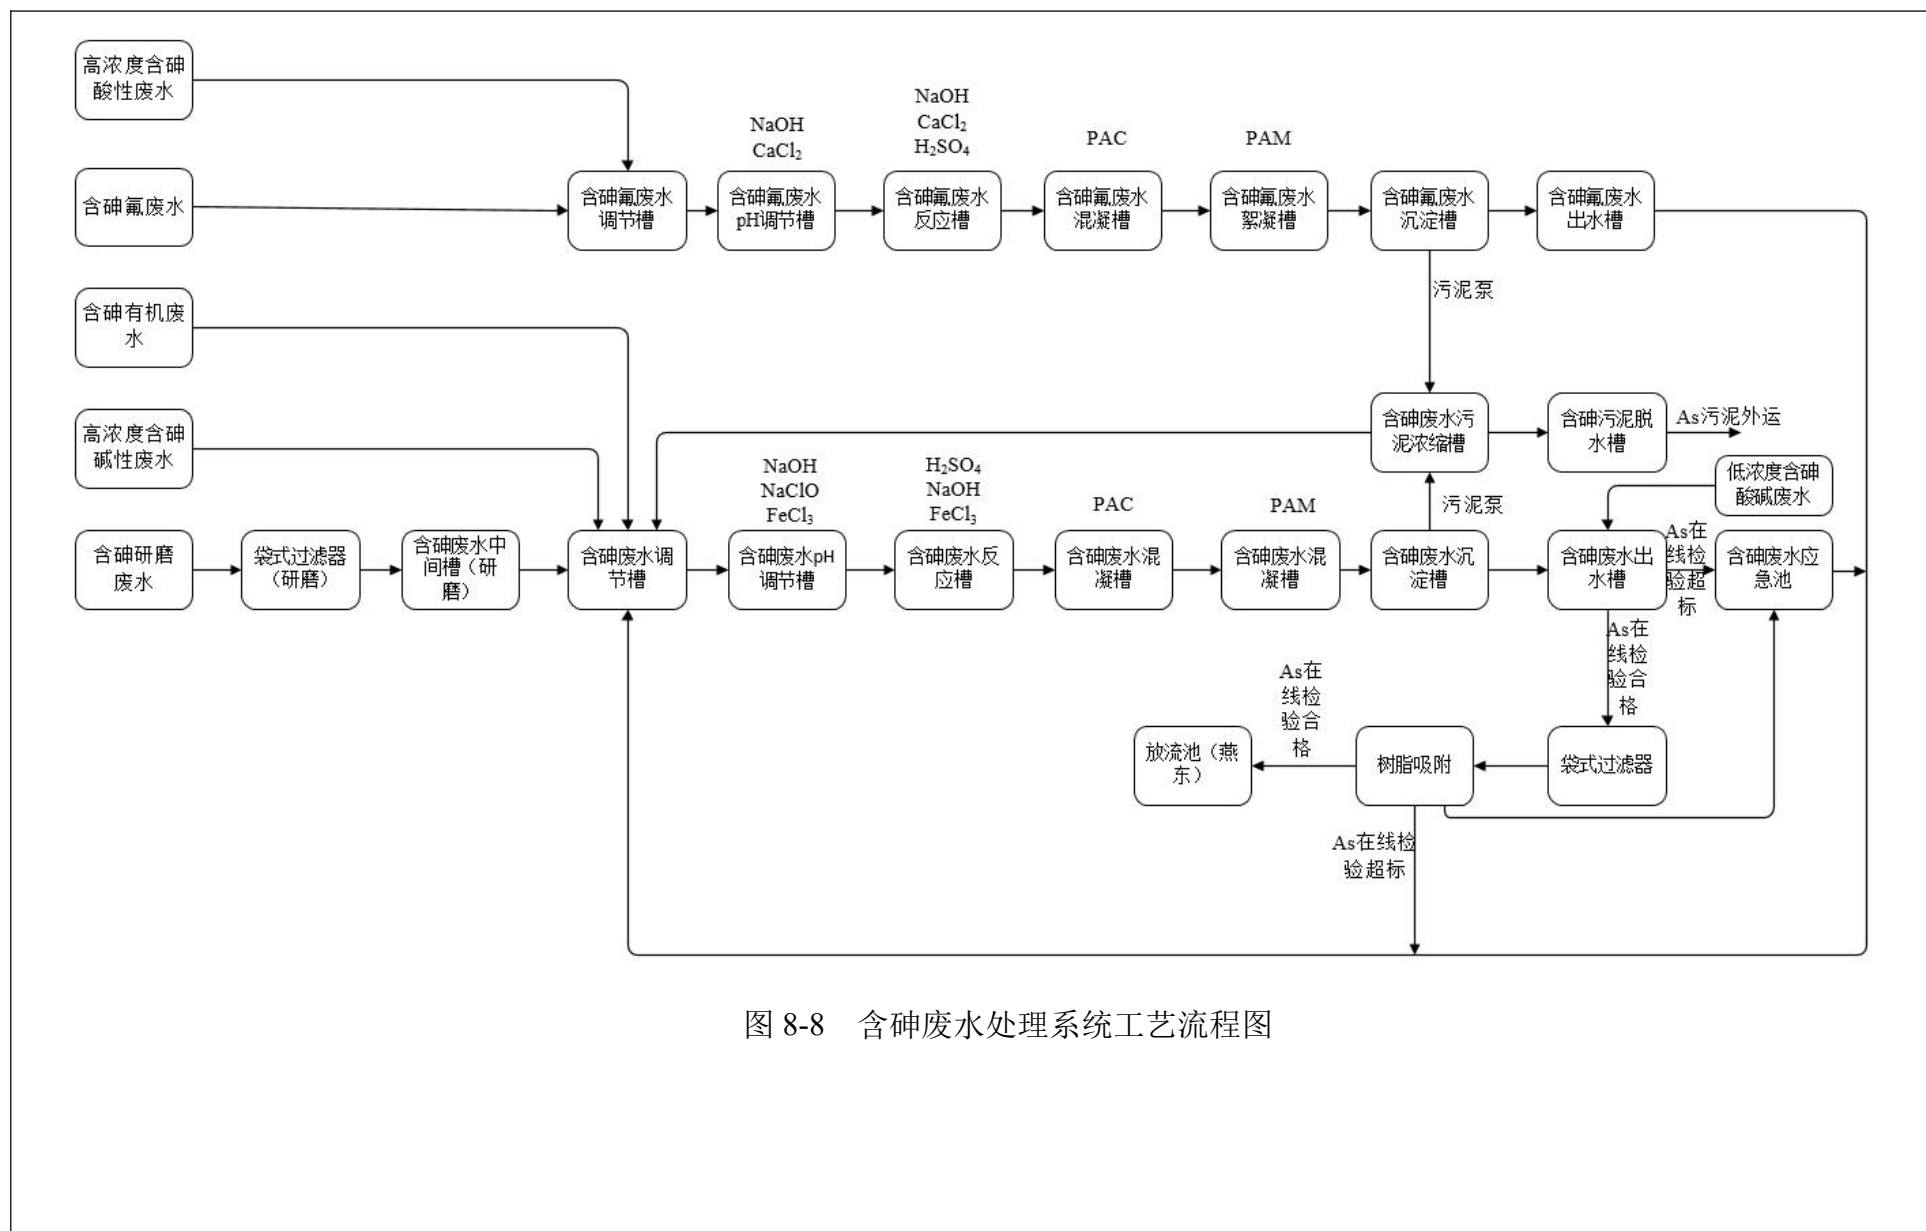 高浓度含砷
酸性废水
NaOH
CaCl₂
NaOH
CaCl₂
H₂SO₄
PAC
PAM
含砷氟废水
含砷氟废水
调节槽
含砷氟废水
pH调节槽
含砷氟废水
反应槽
含砷氟废水
混凝槽
含砷氟废水
絮凝槽
含砷氟废水
沉淀槽
含砷氟废水
出水槽
污泥泵
含砷有机废
水
高浓度含砷
碱性废水
含砷废水污
泥浓缩槽
含砷污泥脱
水槽
As污泥外运
低浓度含砷
酸碱废水
NaOH
NaClO
FeCl₃
H₂SO₄
NaOH
FeCl₃
PAC
PAM
污泥泵
含砷研磨
废水
袋式过滤器
（研磨）
含砷废水中
间槽（研
磨）
含砷废水调
节槽
含砷废水pH
调节槽
含砷废水反
应槽
含砷废水混
凝槽
含砷废水混
凝槽
含砷废水沉
淀槽
含砷废水出
水槽
As在
线检
验超
标
含砷废水应
急池
As在
线检
验合
格
As在
线检
验合
格
放流池（燕
东）
树脂吸附
袋式过滤器
As在线检
验超标
图 8-8 含砷废水处理系统工艺流程图